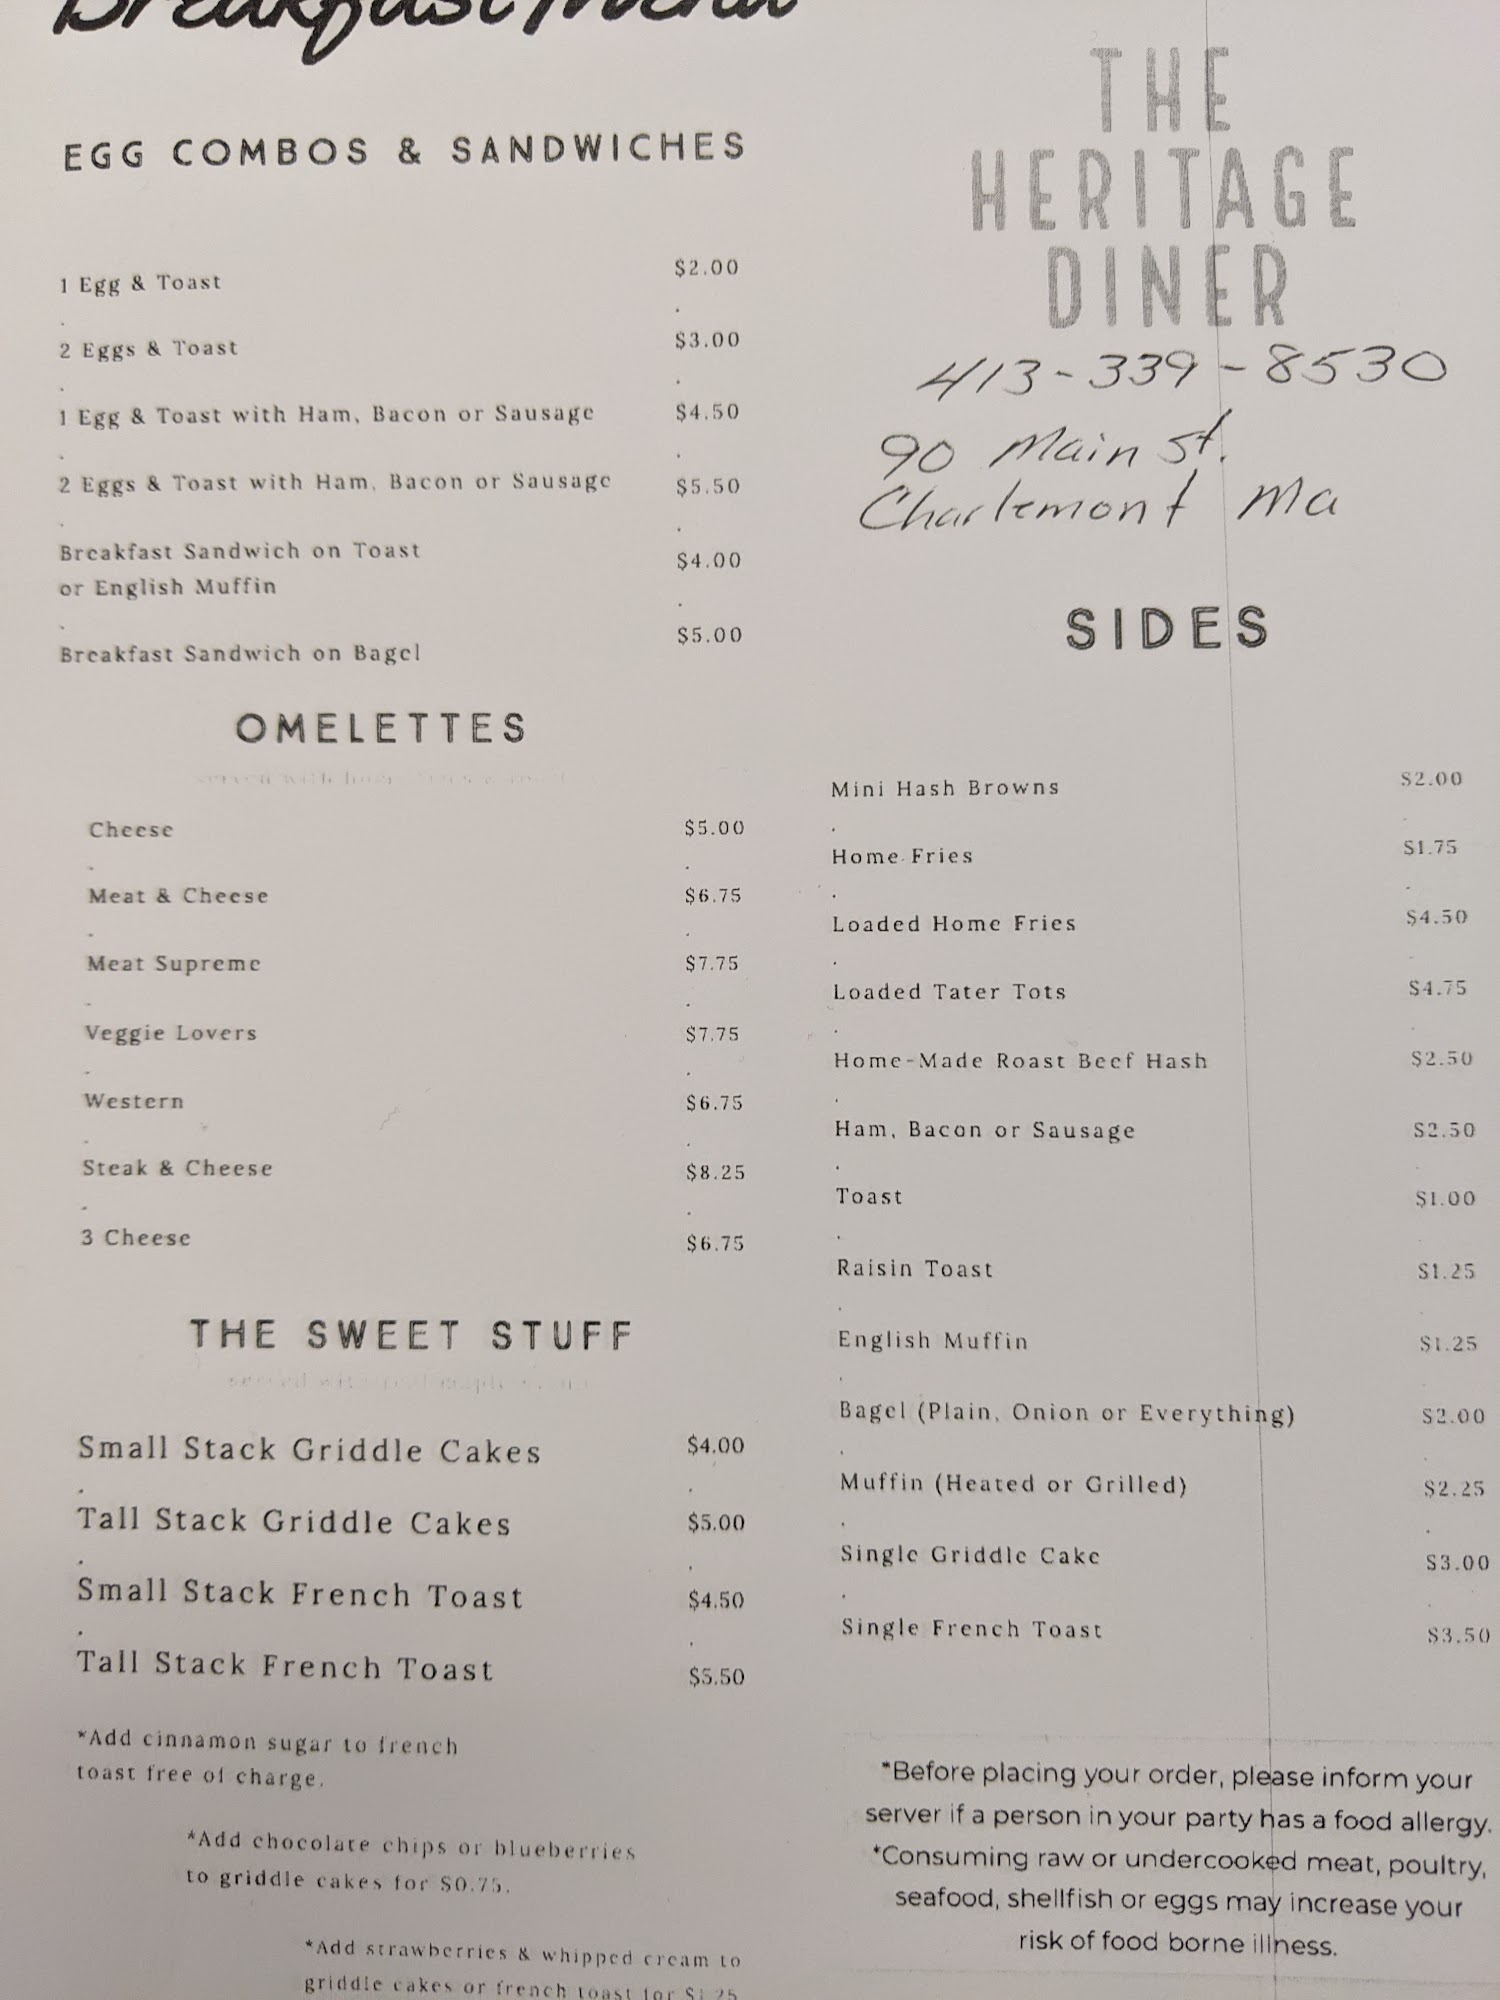 Breakfast Menu
EGG COMBOS & SANDWICHES
1 Egg & Toast $2.00
2 Eggs & Toast $3.00
1 Egg & Toast with Ham, Bacon or Sausage $4.50
2 Eggs & Toast with Ham, Bacon or Sausage $5.50
Breakfast Sandwich on Toast
or English Muffin $4.00
Breakfast Sandwich on Bagel $5.00
OMELETTES
served with home
Cheese $5.00
Meat & Cheese $6.75
Meat Supreme $7.75
Veggie Lovers $7.75
Western $6.75
Steak & Cheese $8.25
3 Cheese $6.75
THE SWEET STUFF
served with real maple
Small Stack Griddle Cakes $4.00
Tall Stack Griddle Cakes $5.00
Small Stack French Toast $4.50
Tall Stack French Toast $5.50
*Add cinnamon sugar to french
toast free of charge.
*Add chocolate chips or blueberries
to griddle cakes for $0.75.
*Add strawberries & whipped cream to
griddle cakes or french toast for $1.25
THE
HERITAGE
DINER
413-339-8530
90 Main St.
Charlemont Ma
SIDES
Mini Hash Browns $2.00
Home Fries $1.75
Loaded Home Fries $4.50
Loaded Tater Tots $4.75
Home-Made Roast Beef Hash $2.50
Ham, Bacon or Sausage $2.50
Toast $1.00
Raisin Toast $1.25
English Muffin $1.25
Bagel (Plain, Onion or Everything) $2.00
Muffin (Heated or Grilled) $2.25
Single Griddle Cake $3.00
Single French Toast $3.50
*Before placing your order, please inform your
server if a person in your party has a food allergy.
*Consuming raw or undercooked meat, poultry,
seafood, shellfish or eggs may increase your
risk of food borne illness.